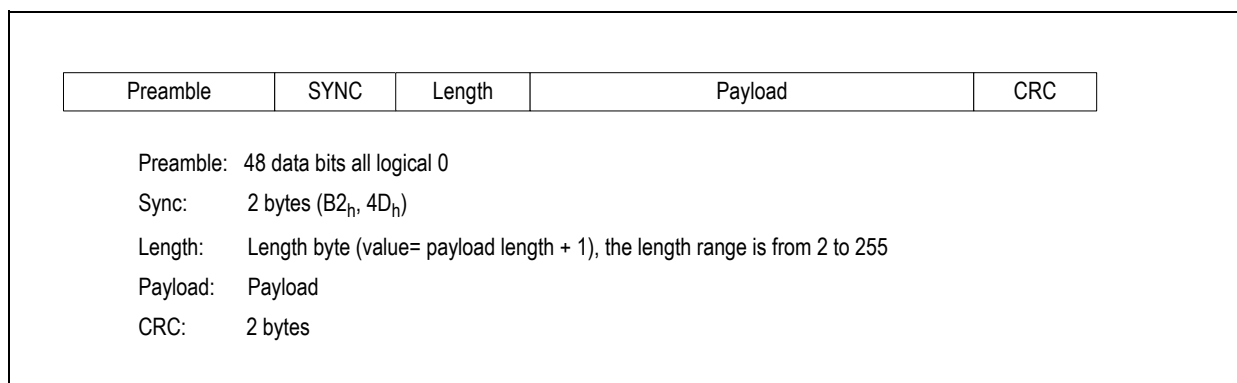 Preamble SYNC Length Payload CRC
Preamble: 48 data bits all logical 0
Sync: 2 bytes (B2h, 4Dh)
Length: Length byte (value= payload length + 1), the length range is from 2 to 255
Payload: Payload
CRC: 2 bytes